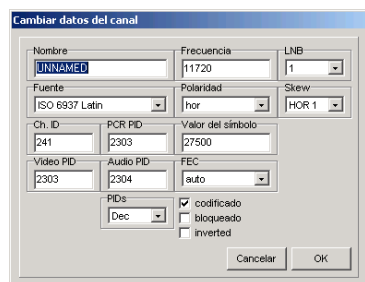 Cambiar datos del canal
Nombre Frecuencia LNB
UNNAMED 11720 1
Fuente Polaridad Skew
ISO 6937 Latin hor HOR 1
Ch. ID PCR PID Valor del símbolo
241 2303 27500
Video PID Audio PID FEC
2303 2304 auto
PIDs
Dec
codificado
bloqueado
inverted
Cancelar OK